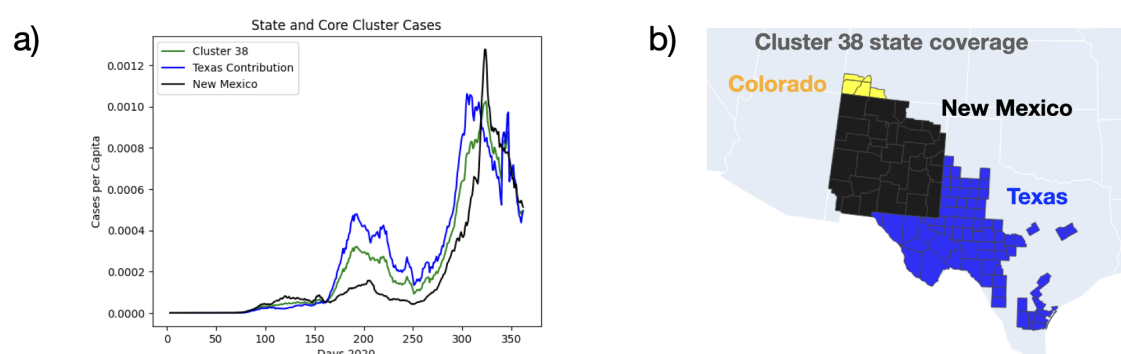 a)
State and Core Cluster Cases
Cluster 38
Texas Contribution
New Mexico
Cases per Capita
0.0012
0.0010
0.0008
0.0006
0.0004
0.0002
0.0000
0 50 100 150 200 250 300 350
Days 2020
b)
Cluster 38 state coverage
Colorado
New Mexico
Texas